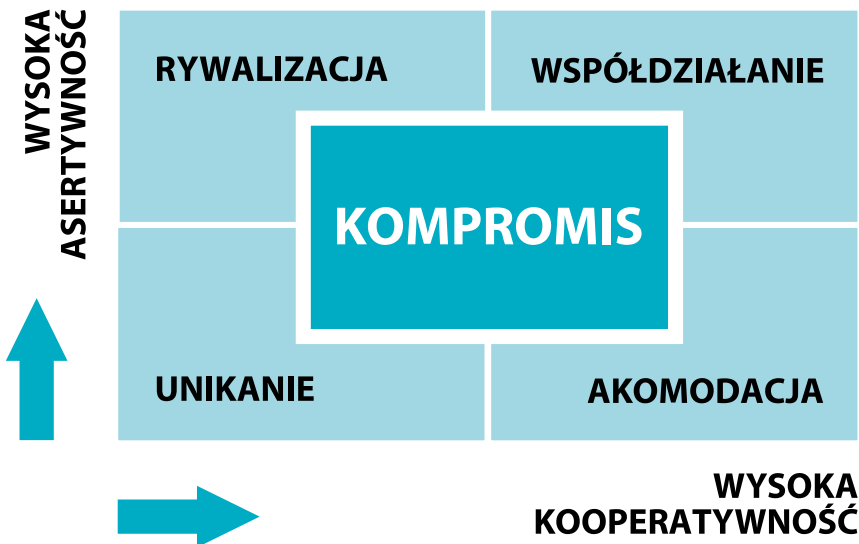 WYSOKA
ASERTYWNOŚĆ
RYWALIZACJA
WSPÓŁDZIAŁANIE
KOMPROMIS
UNIKANIE
AKOMODACJA
WYSOKA
KOOPERATYWNOŚĆ